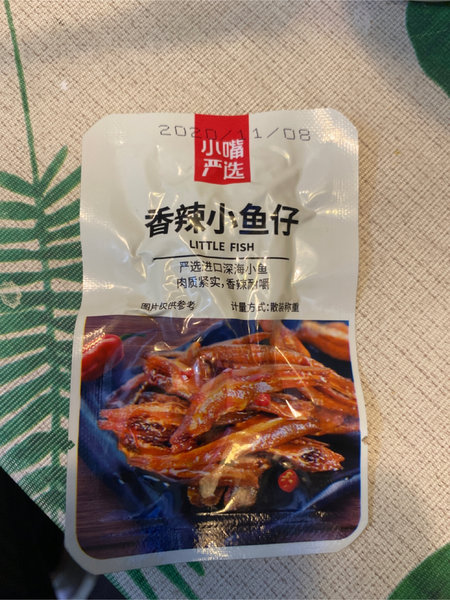 2020/11/08
小嘴
严选
香辣小鱼仔
LITTLE FISH
严选进口深海小鱼
肉质紧实,香辣耐嚼
图片仅供参考
计量方式:散装称重